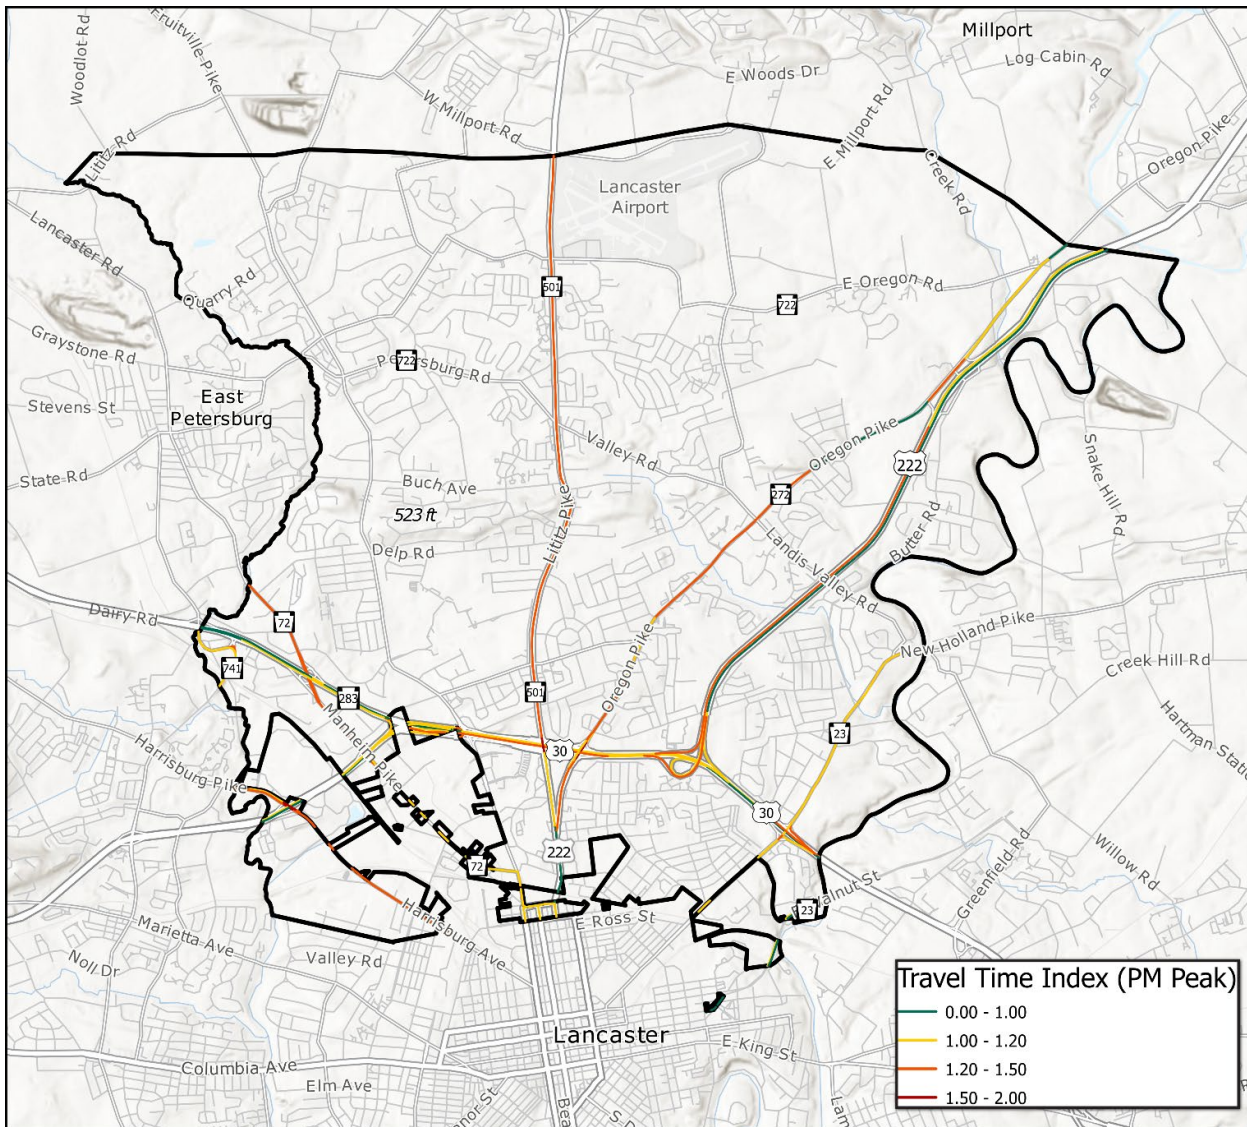 Millport
Woodlot Rd
Fruitville Pike
Log Cabin Rd
E Woods Dr
W Millport Rd
E Millport Rd
Oregon Pike
Lititz Rd
Creek Rd
Lancaster
Airport
Lancaster Rd
Quarry Rd
501
E Oregon Rd
722
Graystone Rd
722
Petersburg Rd
East
Petersburg
Stevens St
Oregon Pike
Valley Rd
222
State Rd
Buch Ave
272
Snake Hill Rd
523 ft
Lititz Pike
Butter Rd
Delp Rd
Landis Valley Rd
Dairy Rd
72
New Holland Pike
Oregon Pike
741
Creek Hill Rd
283
501
Manheim Pike
23
Hartman Stati
Harrisburg Pike
30
30
222
72
Willow Rd
Greenfield Rd
Walnut St
23
Harrisburg Ave
E Ross St
Marietta Ave
Valley Rd
Noll Dr
Travel Time Index (PM Peak)
0.00 - 1.00
1.00 - 1.20
1.20 - 1.50
1.50 - 2.00
Lancaster
E King St
Columbia Ave
Elm Ave
nor St
Bea
S D
Lam